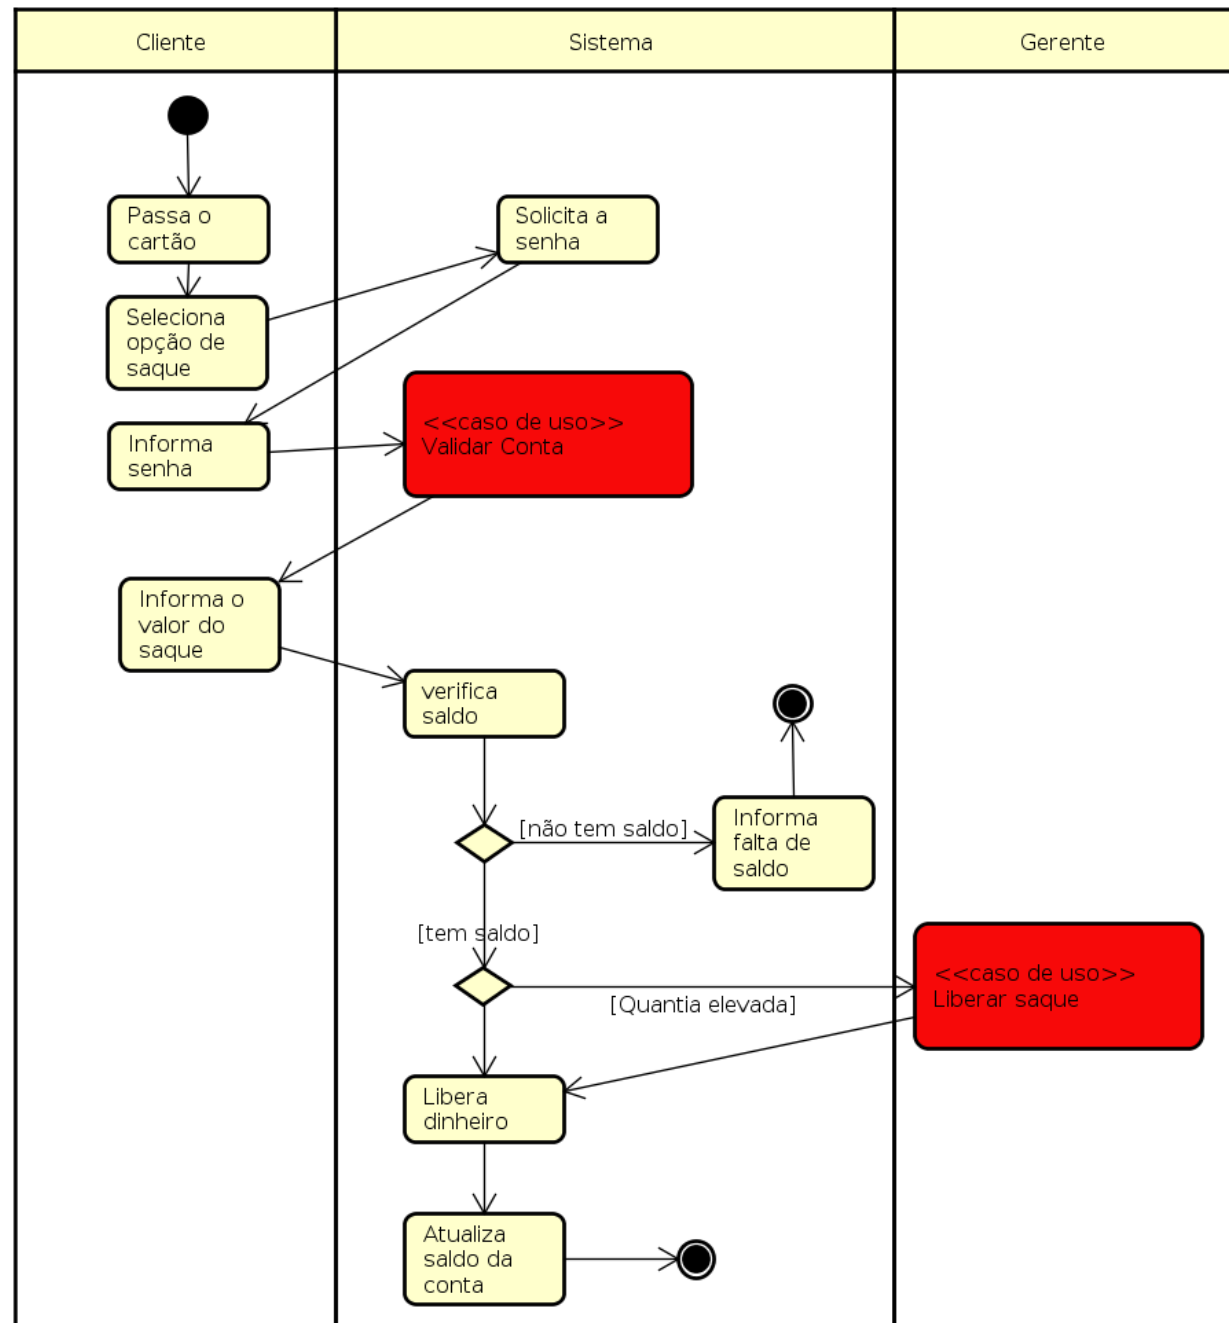 Cliente
Sistema
Gerente
Passa o
cartão
Solicita a
senha
Seleciona
opção de
saque
Informa
senha
<<caso de uso>>
Validar Conta
Informa o
valor do
saque
verifica
saldo
[não tem saldo]
Informa
falta de
saldo
[tem saldo]
<<caso de uso>>
Liberar saque
[Quantia elevada]
Libera
dinheiro
Atualiza
saldo da
conta